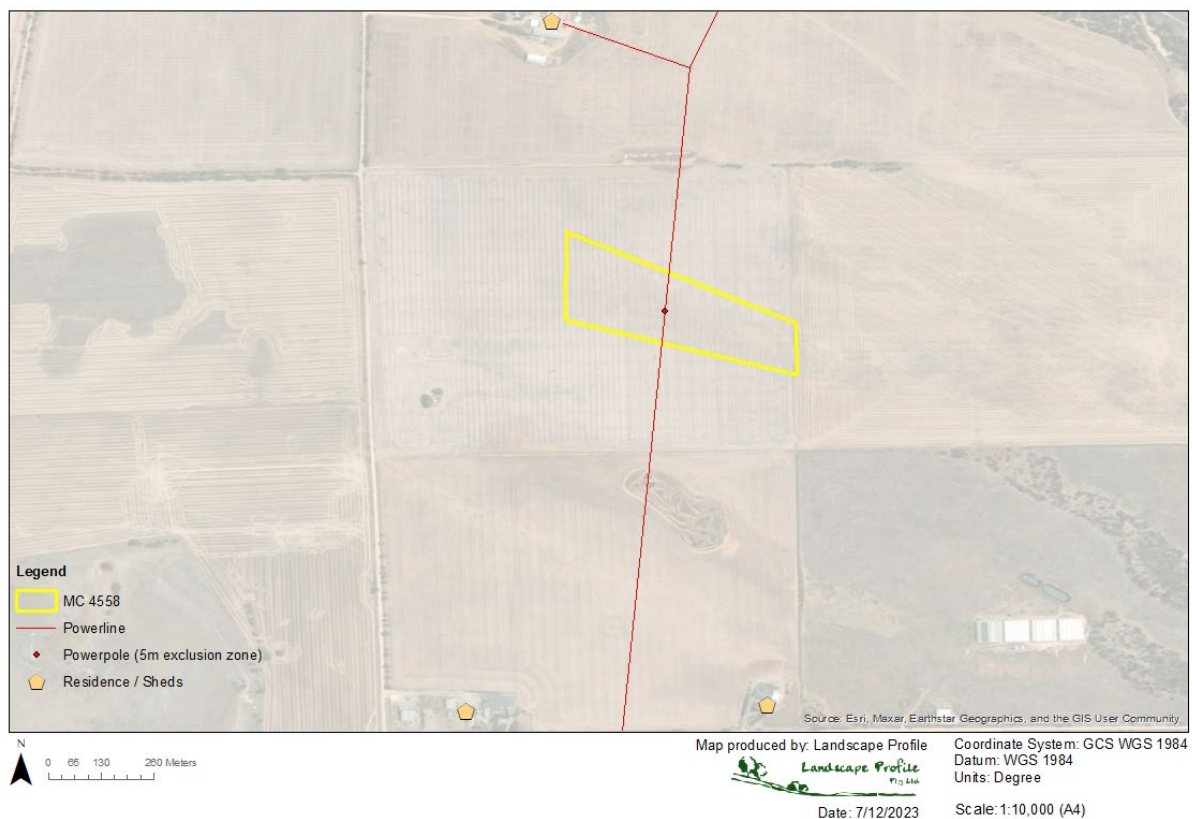 Legend
MC 4558
Powerline
Powerpole (5m exclusion zone)
Residence / Sheds
Source: Esri, Maxar, Earthstar Geographics, and the GIS User Community
N
0 65 130 260 Meters
Map produced by: Landscape Profile
Landscape Profile
Pty Ltd
Date: 7/12/2023
Coordinate System: GCS WGS 1984
Datum: WGS 1984
Units: Degree
Scale:1:10,000 (A4)